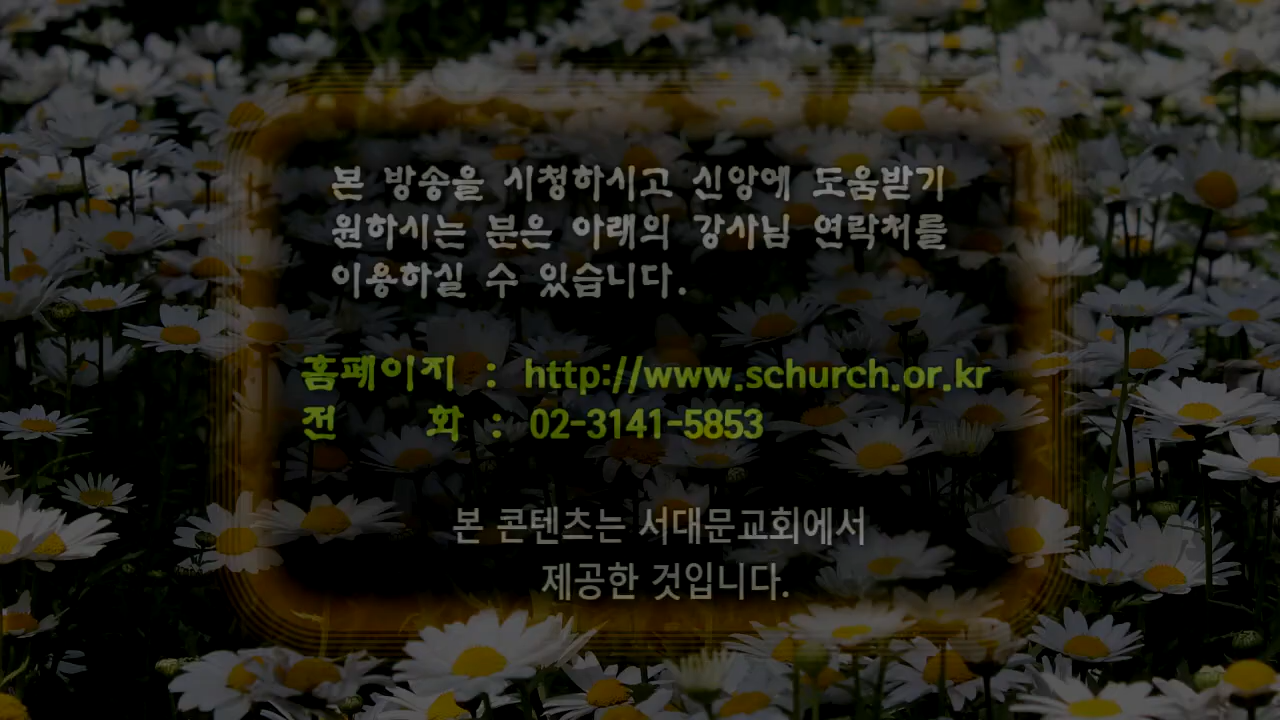 본 방송을 시청하시고 신앙에 도움받기
원하시는 분은 아래의 강사님 연락처를
이용하실 수 있습니다.
홈페이지 : http://www.schurch.or.kr
전 화 : 02-3141-5853
본 콘텐츠는 서대문교회에서
제공한 것입니다.